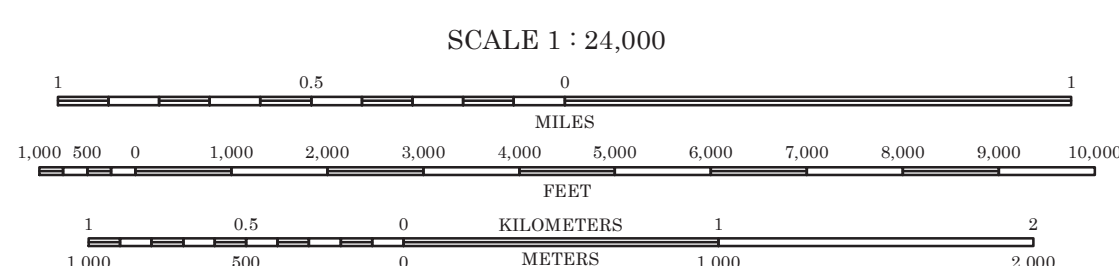 SCALE 1 : 24,000
1 0.5 0 1
MILES
1,000 500 0 1,000 2,000 3,000 4,000 5,000 6,000 7,000 8,000 9,000 10,000
FEET
1 0.5 0 KILOMETERS 1 2
1,000 500 0 METERS 1,000 2,000